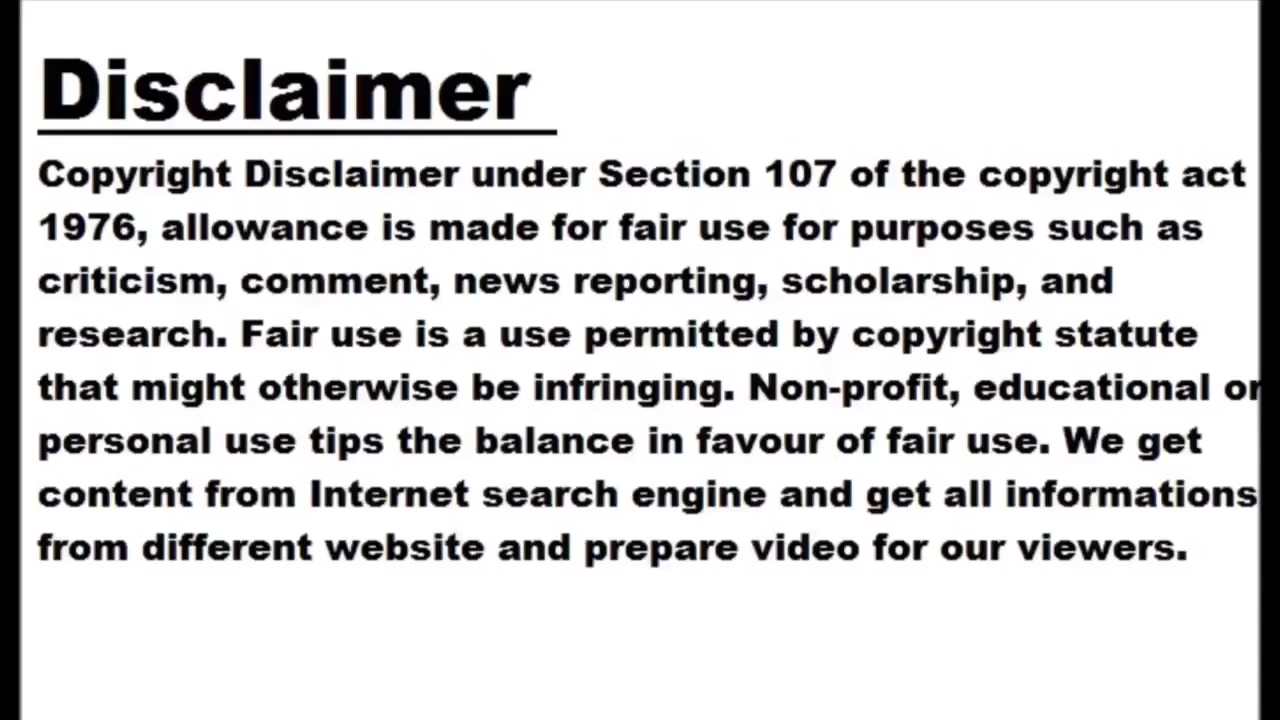 Disclaimer
Copyright Disclaimer under Section 107 of the copyright act
1976, allowance is made for fair use for purposes such as
criticism, comment, news reporting, scholarship, and
research. Fair use is a use permitted by copyright statute
that might otherwise be infringing. Non-profit, educational or
personal use tips the balance in favour of fair use. We get
content from Internet search engine and get all informations
from different website and prepare video for our viewers.